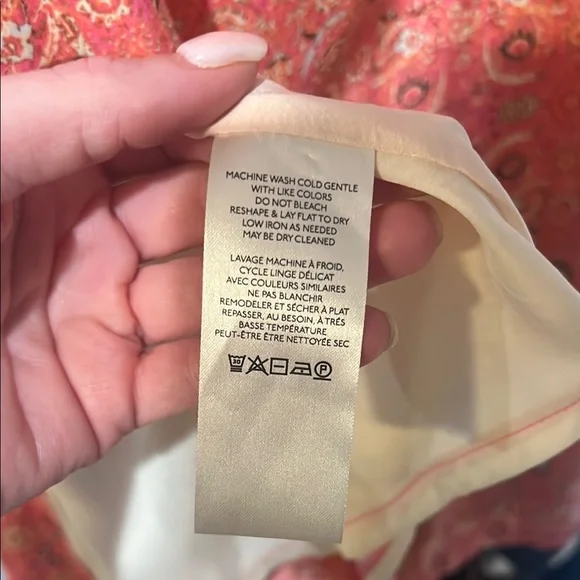 MACHINE WASH COLD GENTLE
WITH LIKE COLORS
DO NOT BLEACH
RESHAPE & LAY FLAT TO DRY
LOW IRON AS NEEDED
MAY BE DRY CLEANED
LAVAGE MACHINE À FROID,
CYCLE LINGE DÉLICAT
AVEC COULEURS SIMILAIRES
NE PAS BLANCHIR
REMODELER ET SÉCHER À PLAT
REPASSER, AU BESOIN, À TRÉS
BASSE TEMPÉRATURE
PEUT-ÊTRE ÊTRE NETTOYÉE SEC
30 P